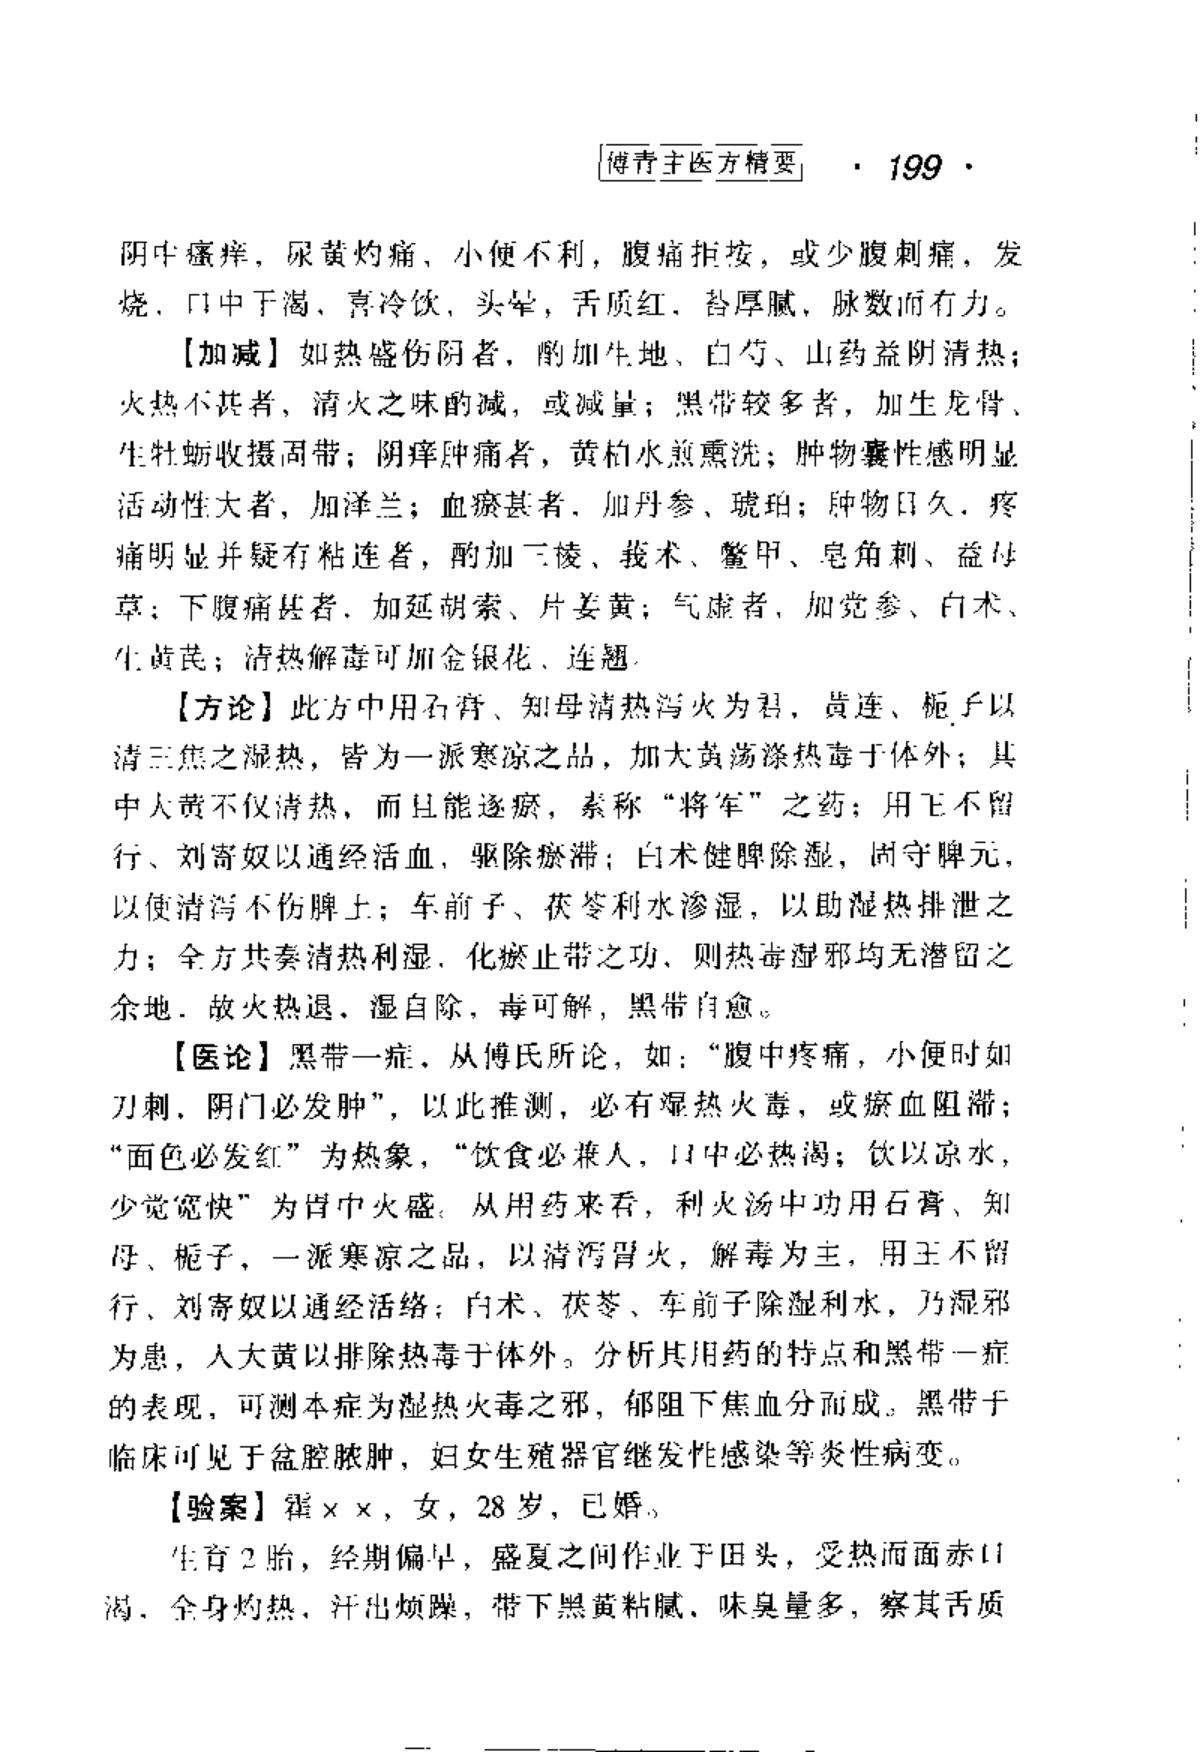 傅青主医方精要 · 199 ·
阴中瘙痒，尿黄灼痛、小便不利，腹痛拒按，或少腹刺痛，发
烧，口中干渴，喜冷饮，头晕，舌质红，苔厚腻，脉数而有力。
【加减】如热盛伤阴者，酌加生地、白芍、山药益阴清热；
火热不甚者，清火之味酌减，或减量；黑带较多者，加生龙骨、
生牡蛎收摄固带；阴痒肿痛者，黄柏水煎熏洗；肿物囊性感明显
活动性大者，加泽兰；血瘀甚者，加丹参、琥珀；肿物日久，疼
痛明显并疑有粘连者，酌加三棱、莪术、鳖甲、皂角刺、益母
草；下腹痛甚者，加延胡索、片姜黄；气虚者，加党参、白术、
生黄芪；清热解毒可加金银花、连翘。
【方论】此方中用石膏、知母清热泻火为君，黄连、栀子以
清三焦之湿热，皆为一派寒凉之品，加大黄荡涤热毒于体外；其
中大黄不仅清热，而且能逐瘀，素称“将军”之药；用王不留
行、刘寄奴以通经活血，驱除瘀滞；白术健脾除湿，固守脾元，
以使清泻不伤脾土；车前子、茯苓利水渗湿，以助湿热排泄之
力；全方共奏清热利湿，化瘀止带之功，则热毒湿邪均无潜留之
余地，故火热退，湿自除，毒可解，黑带自愈。
【医论】黑带一症，从傅氏所论，如：“腹中疼痛，小便时如
刀刺，阴门必发肿”，以此推测，必有湿热火毒，或瘀血阻滞；
“面色必发红”为热象，“饮食必兼人，口中必热渴；饮以凉水，
少觉宽快”为胃中火盛。从用药来看，利火汤中功用石膏、知
母、栀子，一派寒凉之品，以清泻胃火，解毒为主，用王不留
行、刘寄奴以通经活络；白术、茯苓、车前子除湿利水，乃湿邪
为患，人大黄以排除热毒于体外。分析其用药的特点和黑带一症
的表现，可测本症为湿热火毒之邪，郁阻下焦血分而成。黑带于
临床可见于盆腔脓肿，妇女生殖器官继发性感染等炎性病变。
【验案】霍××，女，28岁，已婚。
生育2胎，经期偏早，盛夏之间作业于田头，受热而面赤口
渴，全身灼热，汗出烦躁，带下黑黄粘腻，味臭量多，察其舌质